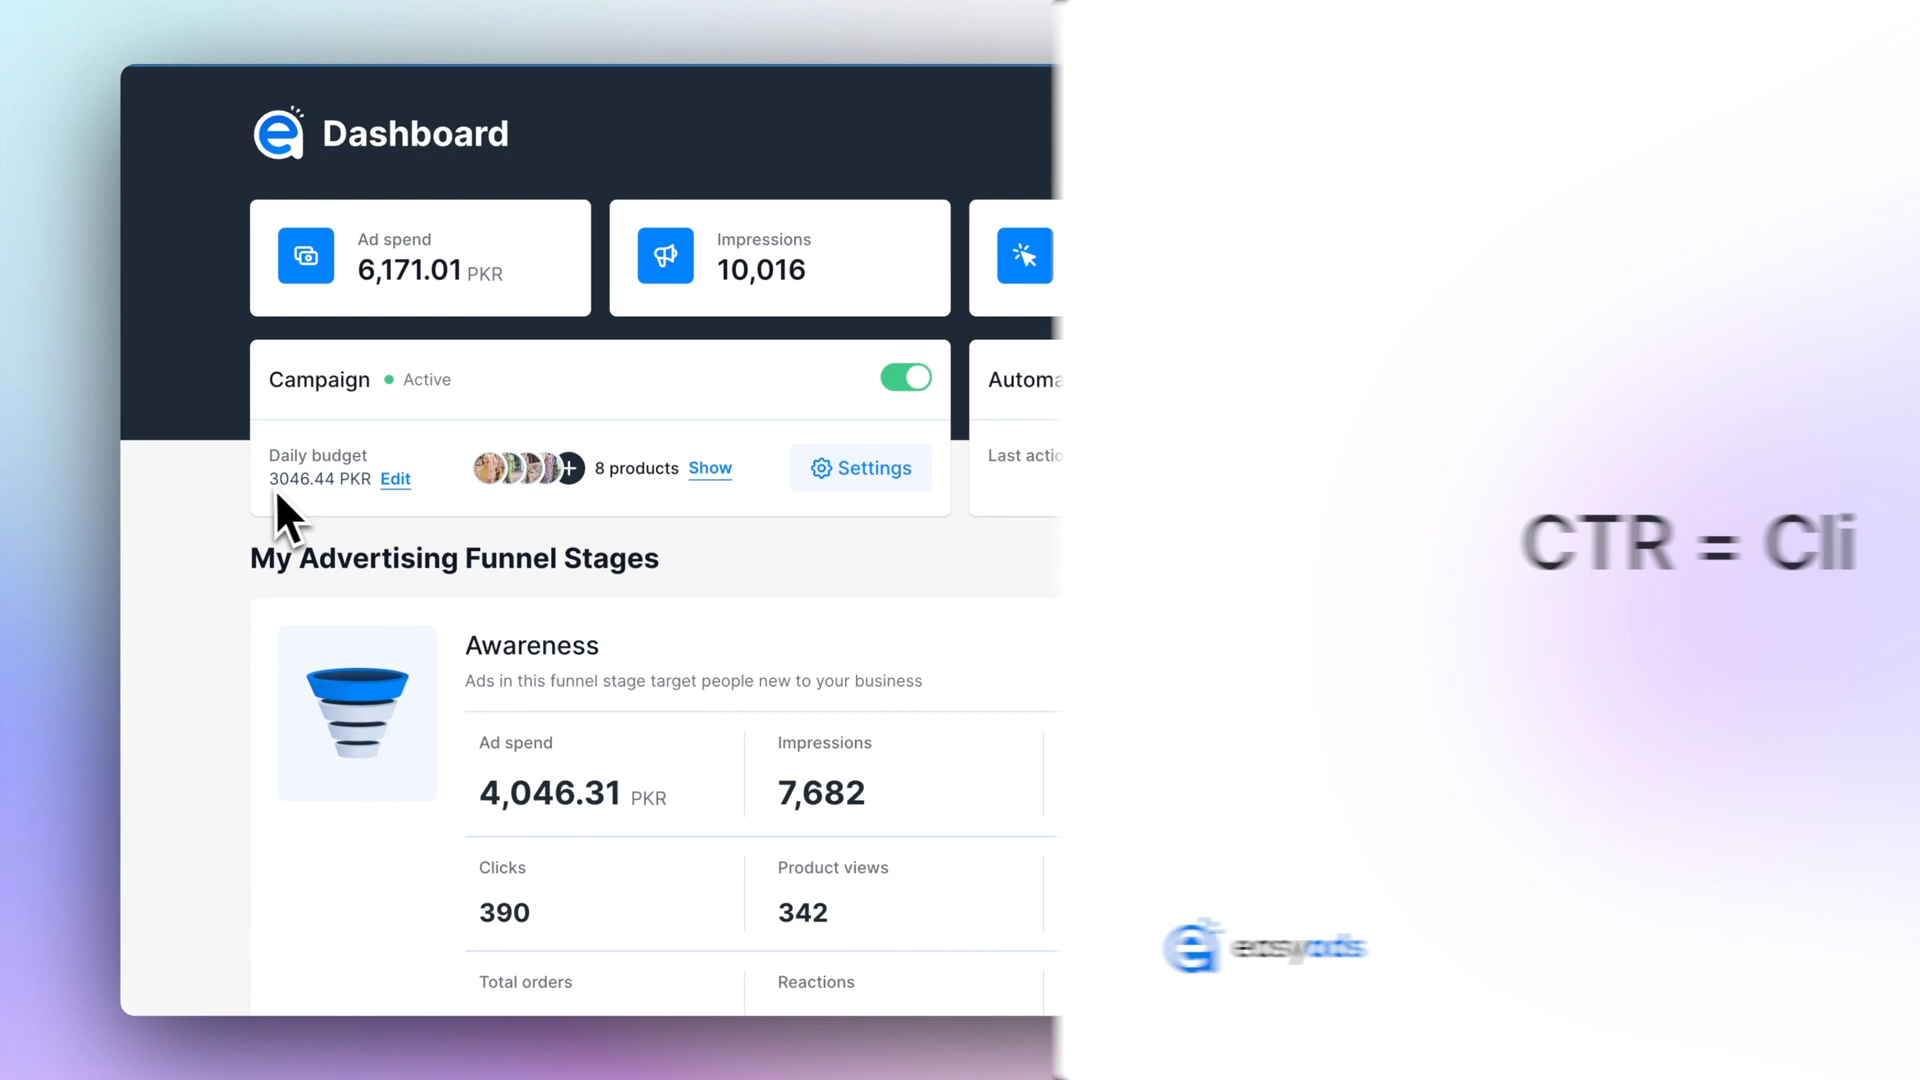 Dashboard
Ad spend
6,171.01 PKR
Impressions
10,016
Campaign
Active
Automa
Daily budget
3046.44 PKR Edit
8 products Show
Settings
Last actio
My Advertising Funnel Stages
Awareness
Ads in this funnel stage target people new to your business
Ad spend
4,046.31 PKR
Impressions
7,682
Clicks
390
Product views
342
Total orders
Reactions
CTR = Cli
easyads